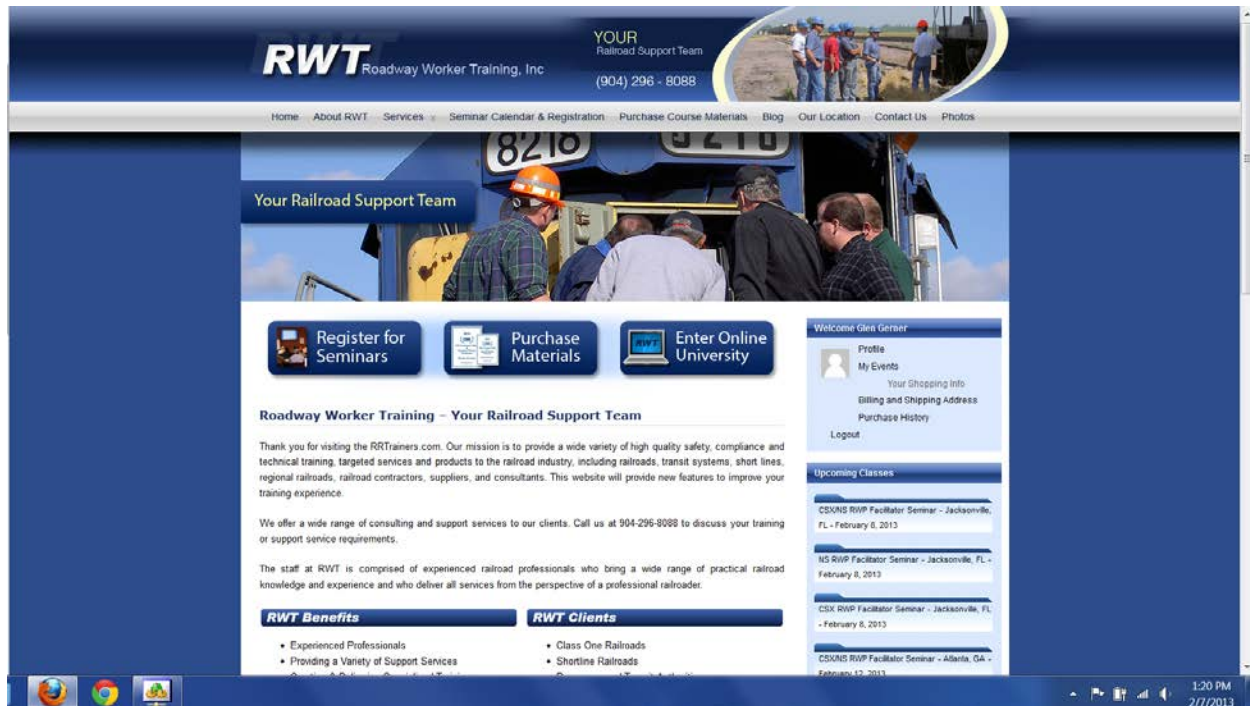 RWT Roadway Worker Training, Inc
YOUR
Railroad Support Team
(904) 296 - 8088
Home About RWT Services Seminar Calendar & Registration Purchase Course Materials Blog Our Location Contact Us Photos
8218
8218
Your Railroad Support Team
Register for
Seminars
Purchase
Materials
RWT
Enter Online
University
Roadway Worker Training – Your Railroad Support Team
Thank you for visiting the RRTrainers.com. Our mission is to provide a wide variety of high quality safety, compliance and
technical training, targeted services and products to the railroad industry, including railroads, transit systems, short lines,
regional railroads, railroad contractors, suppliers, and consultants. This website will provide new features to improve your
training experience.
We offer a wide range of consulting and support services to our clients. Call us at 904-296-8088 to discuss your training
or support service requirements.
The staff at RWT is comprised of experienced railroad professionals who bring a wide range of practical railroad
knowledge and experience and who deliver all services from the perspective of a professional railroader.
RWT Benefits
• Experienced Professionals
• Providing a Variety of Support Services
RWT Clients
• Class One Railroads
• Shortline Railroads
Welcome Glen Gerner
Profile
My Events
Your Shopping Info
Billing and Shipping Address
Purchase History
Logout
Upcoming Classes
CSX/NS RWP Facilitator Seminar - Jacksonville,
FL - February 8, 2013
NS RWP Facilitator Seminar - Jacksonville, FL -
February 8, 2013
CSX RWP Facilitator Seminar - Jacksonville, FL
- February 8, 2013
CSX/NS RWP Facilitator Seminar - Atlanta, GA -
February 12, 2013
1:20 PM
2/7/2013